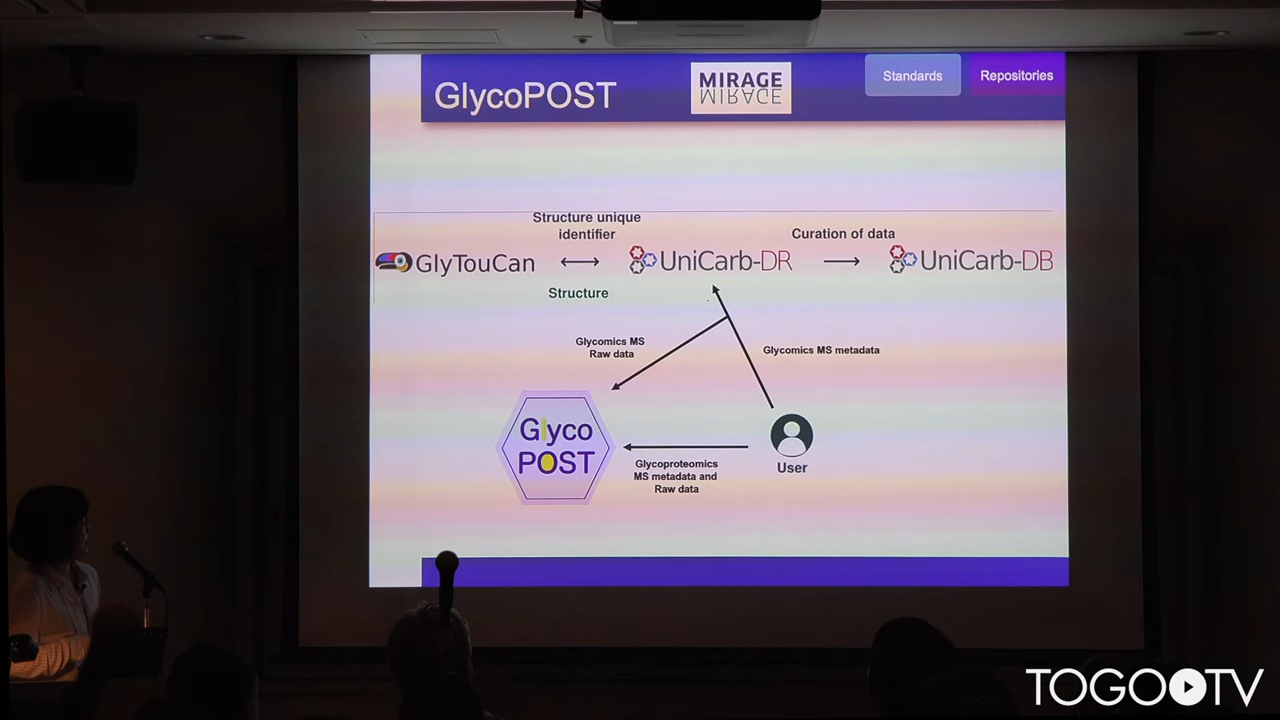 GlycoPOST
MIRAGE
MIRAGE
Standards
Repositories
Structure unique
identifier
Curation of data
GlyTouCan
UniCarb-DR
UniCarb-DB
Structure
Glycomics MS
Raw data
Glycomics MS metadata
Glyco
POST
Glycoproteomics
MS metadata and
Raw data
User
TOGOTV